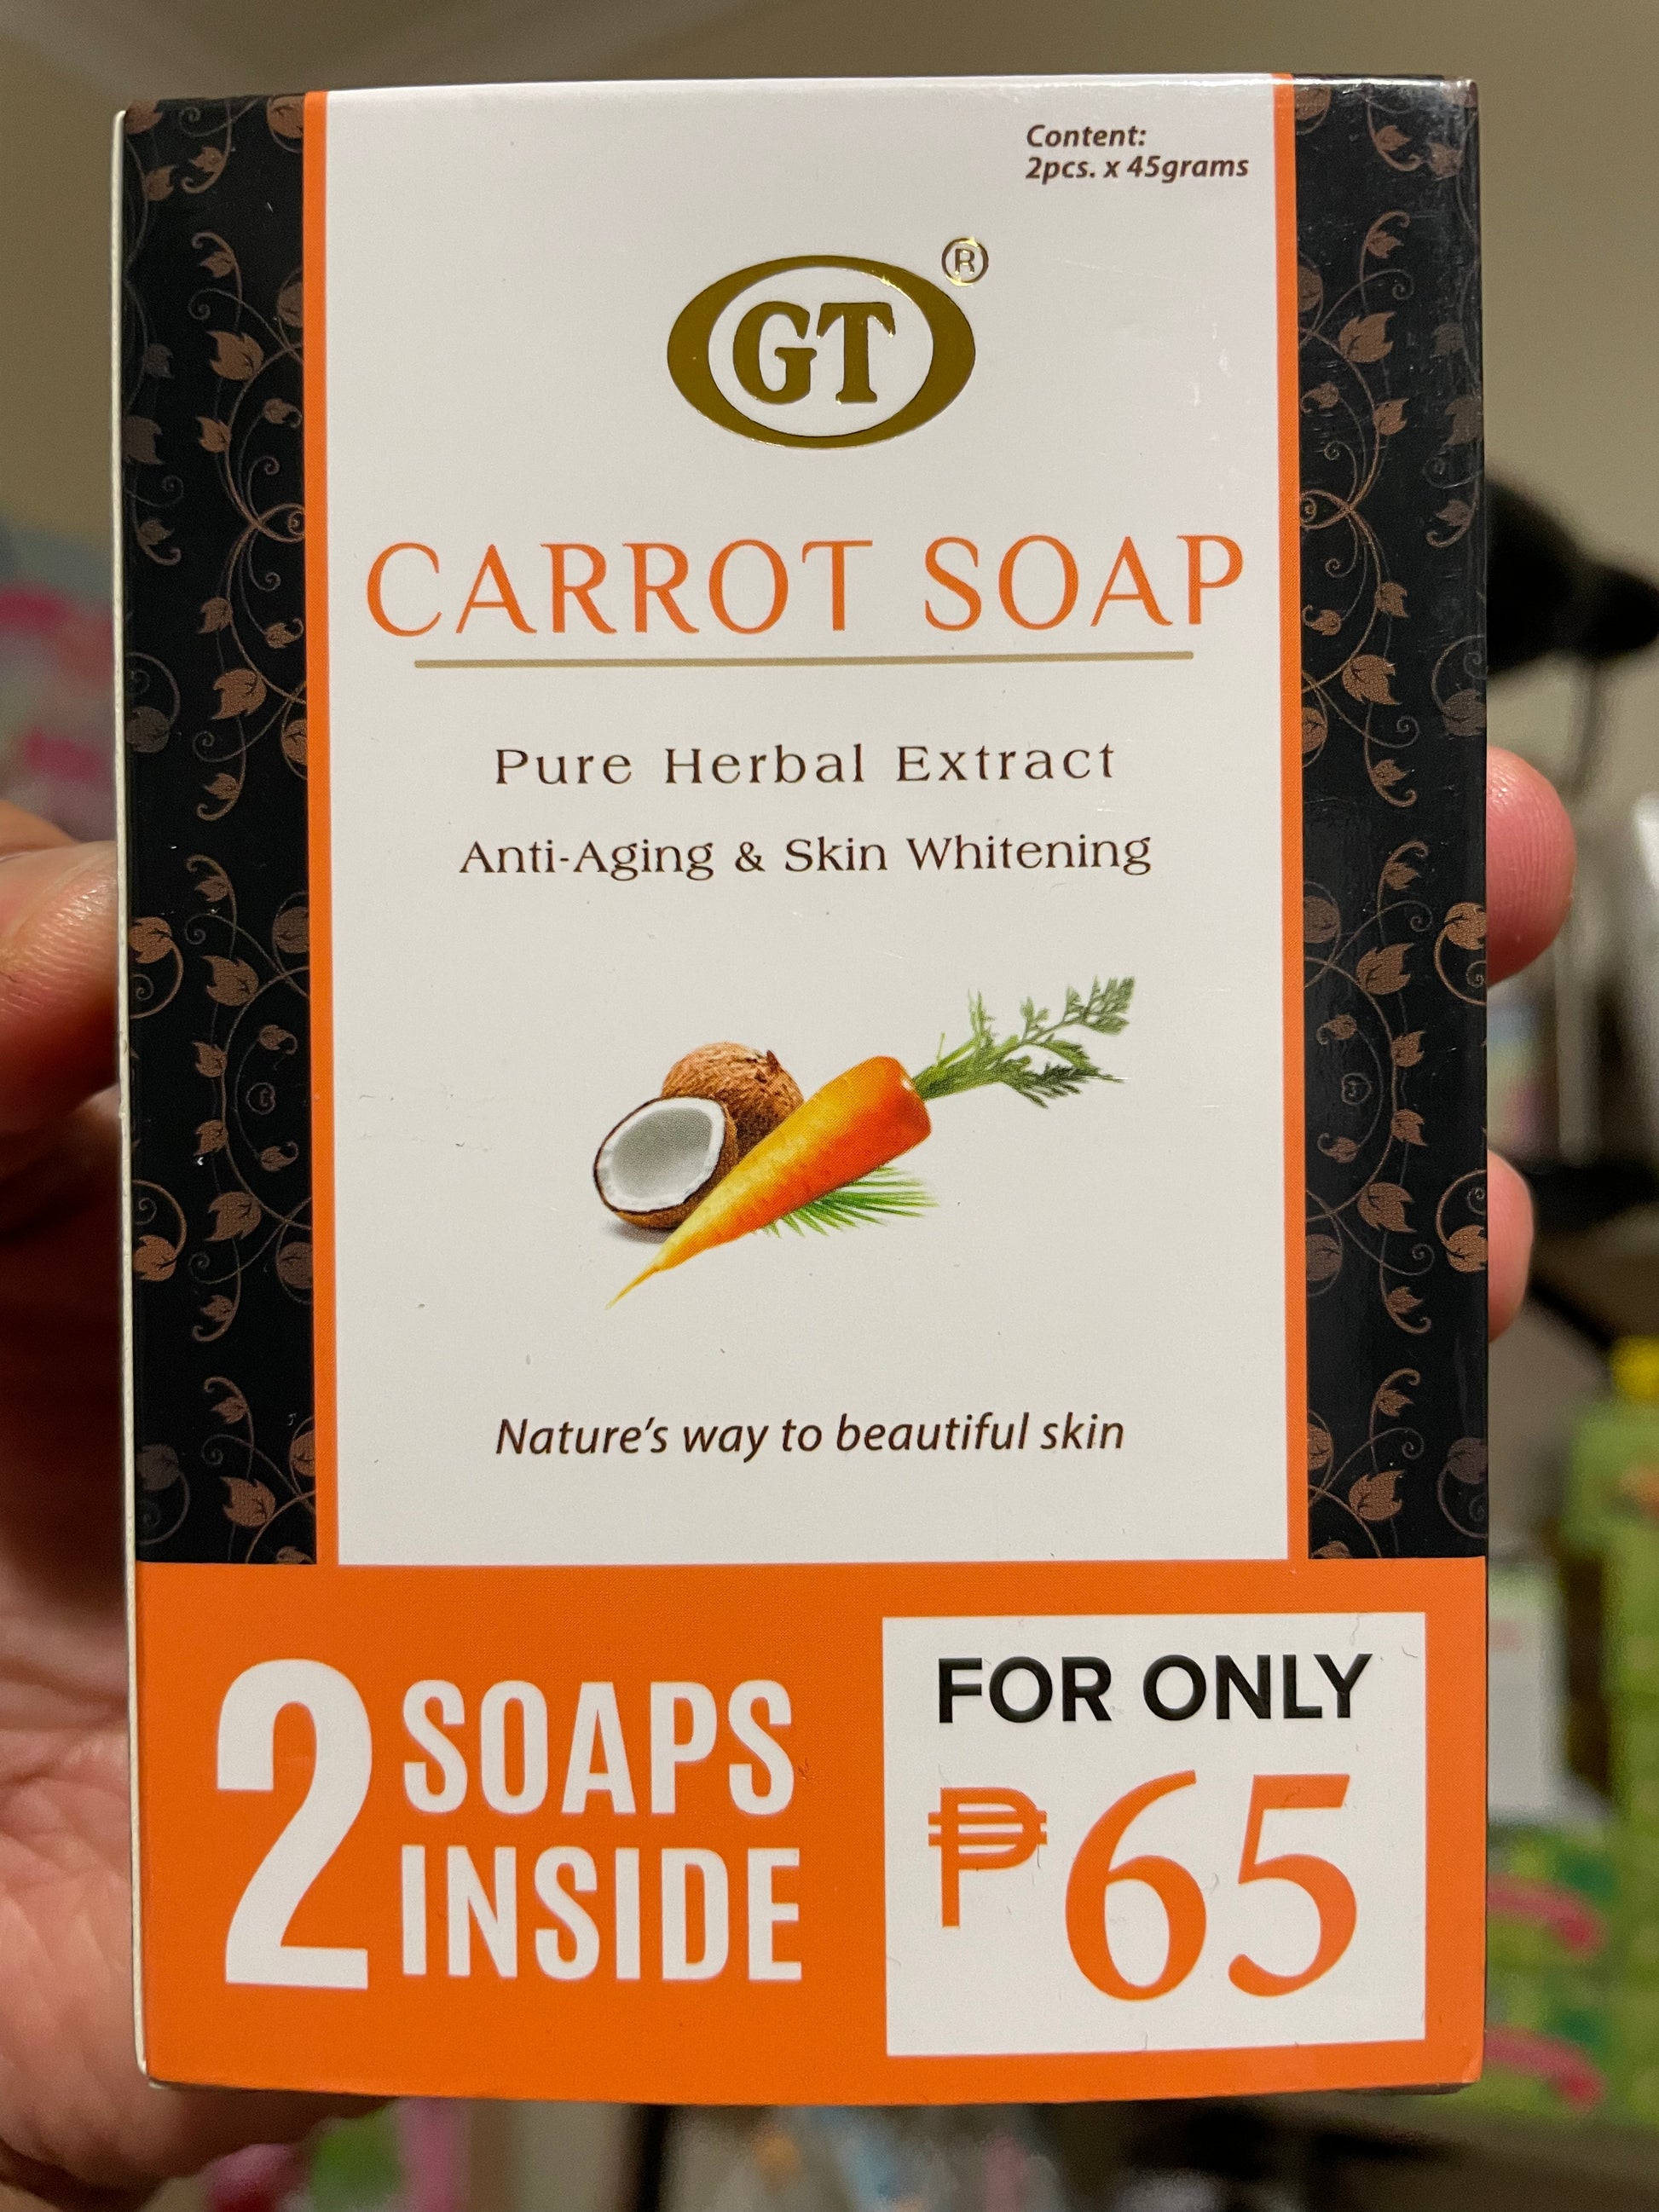 Content:
2pcs. x 45grams
GT®
CARROT SOAP
Pure Herbal Extract
Anti-Aging & Skin Whitening
Nature's way to beautiful skin
2 SOAPS
INSIDE
FOR ONLY
₱65